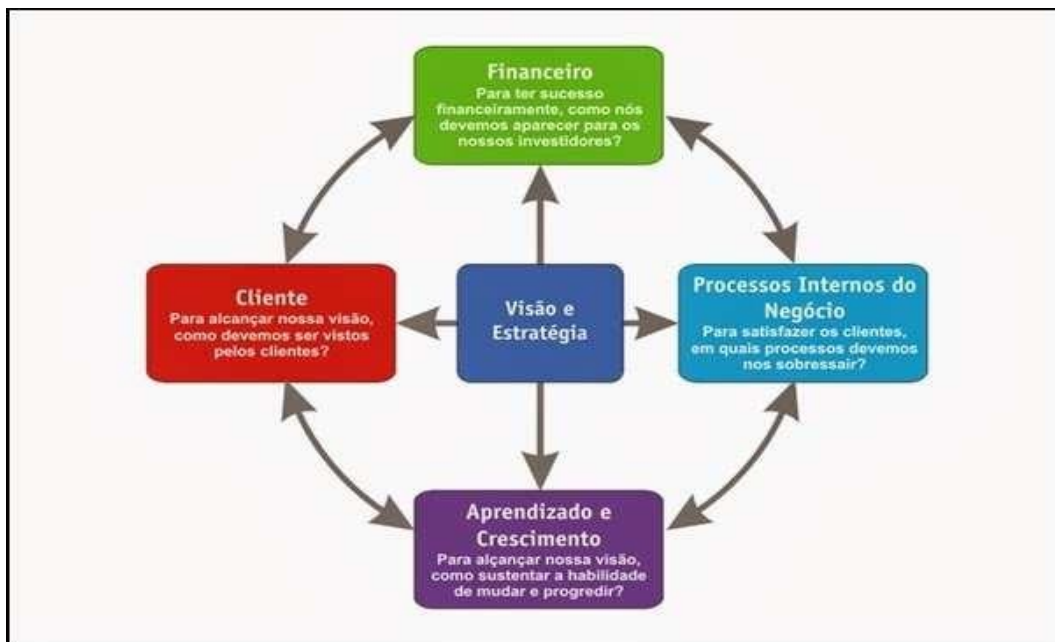 Financeiro
Para ter sucesso
financeiramente, como nós
devemos aparecer para os
nossos investidores?
Cliente
Para alcançar nossa visão,
como devemos ser vistos
pelos clientes?
Visão e
Estratégia
Processos Internos do
Negócio
Para satisfazer os clientes,
em quais processos devemos
nos sobressair?
Aprendizado e
Crescimento
Para alçançar nossa visão,
como sustentar a habilidade
de mudar e progredir?